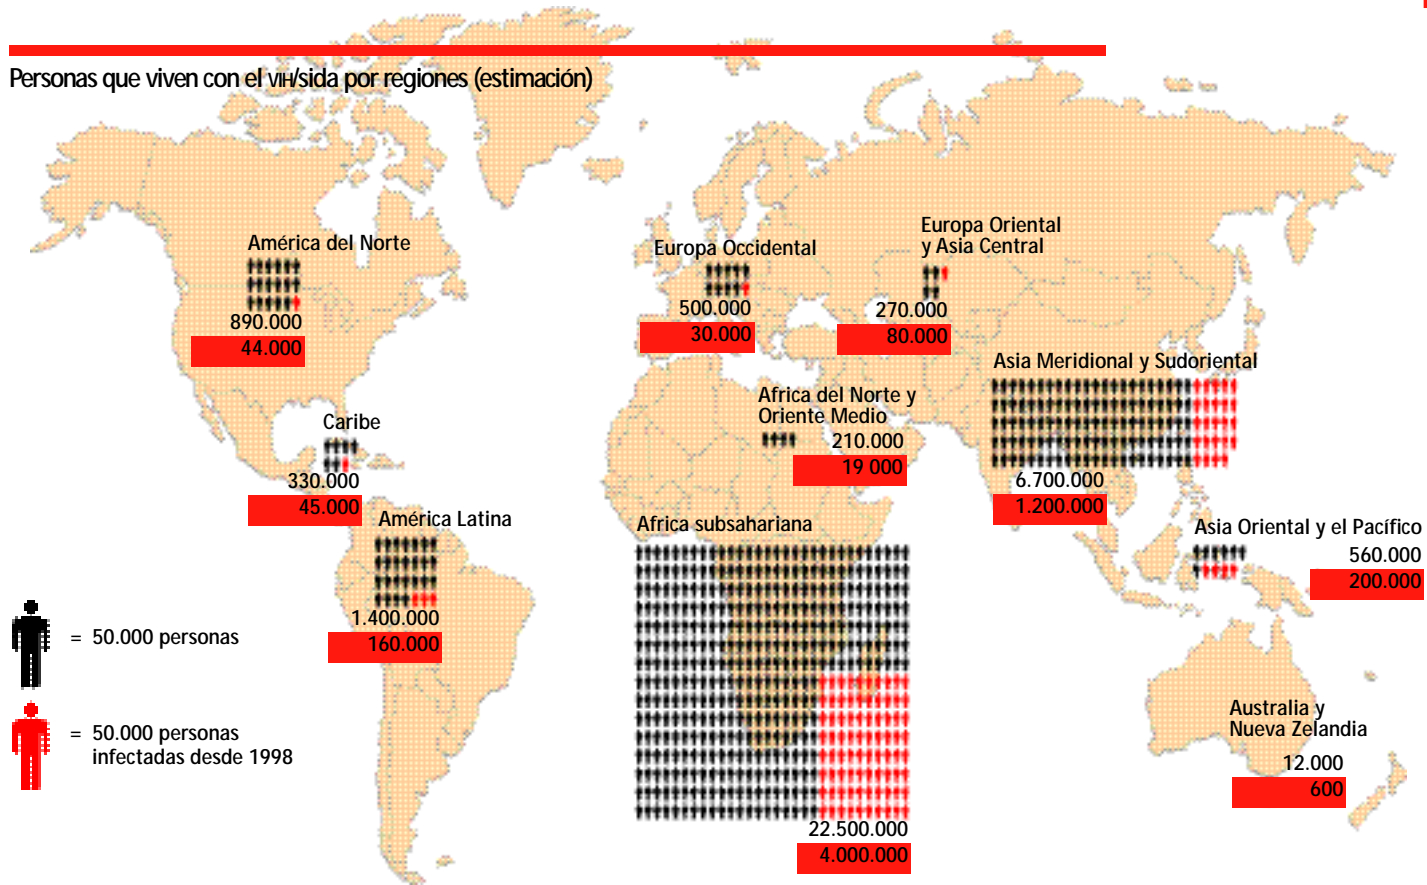 Personas que viven con el VIH/sida por regiones (estimación)
América del Norte
890.000
44.000
Europa Occidental
500.000
30.000
Europa Oriental
y Asia Central
270.000
80.000
Asia Meridional y Sudoriental
6.700.000
1.200.000
Africa del Norte y
Oriente Medio
210.000
19 000
Caribe
330.000
45.000
América Latina
1.400.000
160.000
Africa subsahariana
22.500.000
4.000.000
Asia Oriental y el Pacífico
560.000
200.000
Australia y
Nueva Zelandia
12.000
600
= 50.000 personas
= 50.000 personas
infectadas desde 1998